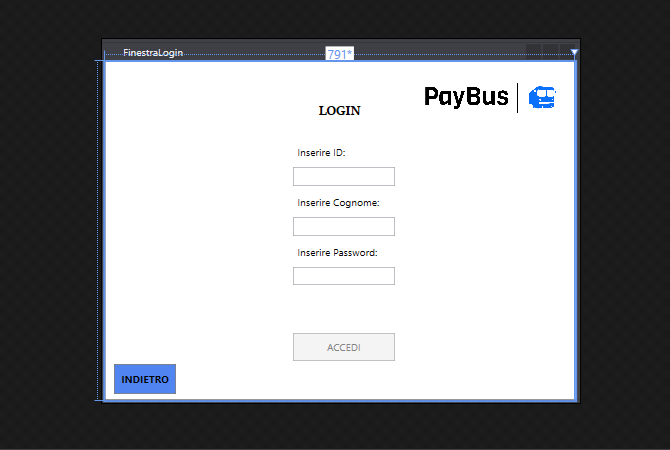 FinestraLogin
791*
PayBus
LOGIN
Inserire ID:
Inserire Cognome:
Inserire Password:
ACCEDI
INDIETRO